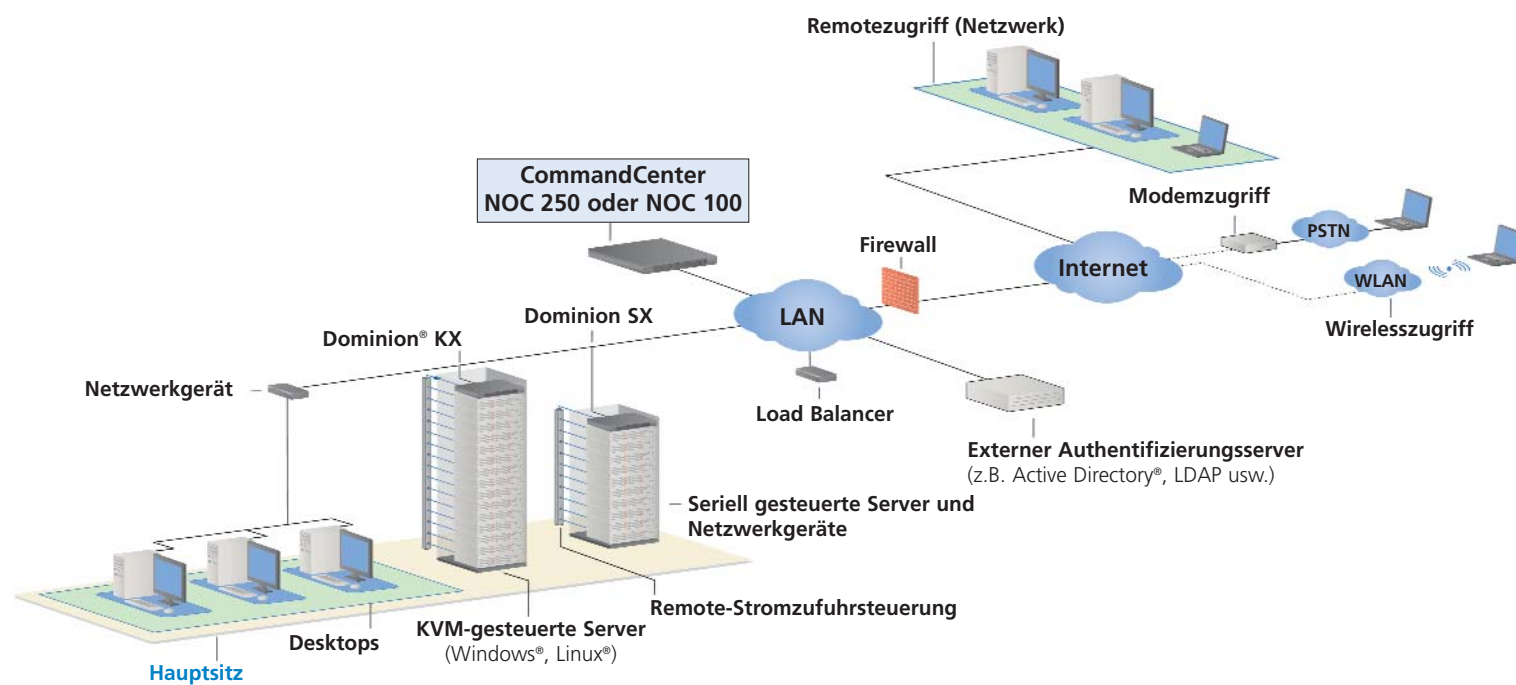 Remotezugriff (Netzwerk)
CommandCenter
NOC 250 oder NOC 100
Modemzugriff
PSTN
Firewall
Internet
WLAN
Wirelesszugriff
LAN
Dominion SX
Dominion® KX
Netzwerkgerät
Load Balancer
Externer Authentifizierungsserver
(z.B. Active Directory®, LDAP usw.)
Seriell gesteuerte Server und
Netzwerkgeräte
Remote-Stromzufuhrsteuerung
KVM-gesteuerte Server
(Windows®, Linux®)
Desktops
Hauptsitz